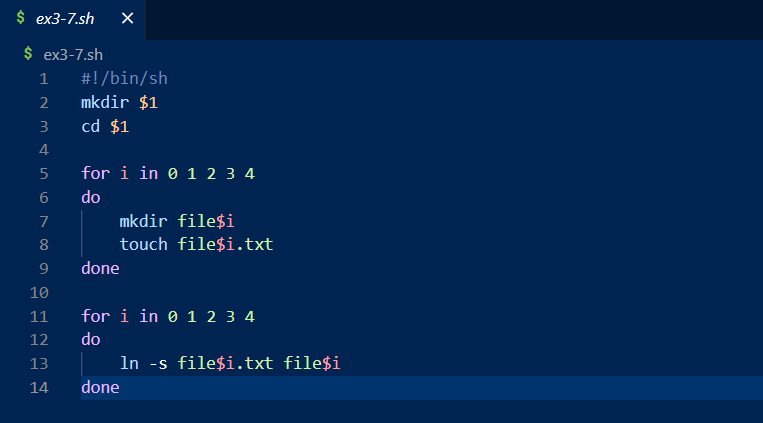 $ ex3-7.sh ×
$ ex3-7.sh
1 #!/bin/sh
2 mkdir $1
3 cd $1
4
5 for i in 0 1 2 3 4
6 do
7     mkdir file$i
8     touch file$i.txt
9 done
10
11 for i in 0 1 2 3 4
12 do
13     ln -s file$i.txt file$i
14 done